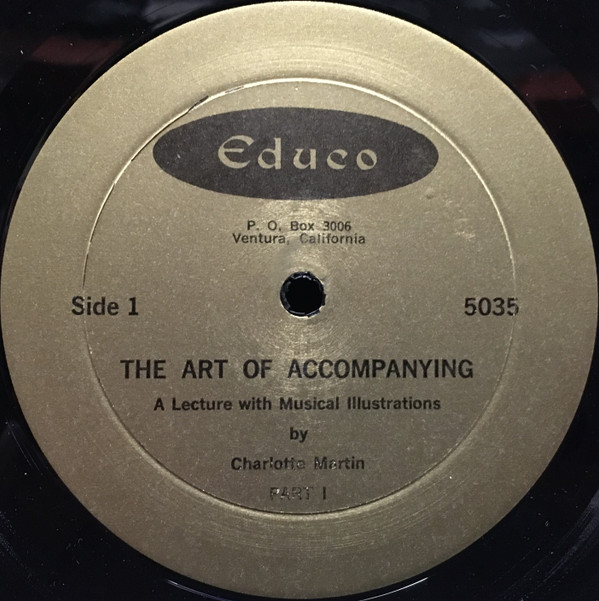 Educo
P. O. Box 3006
Ventura, California
Side 1
5035
THE ART OF ACCOMPANYING
A Lecture with Musical Illustrations
by
Charlotte Martin
PART I